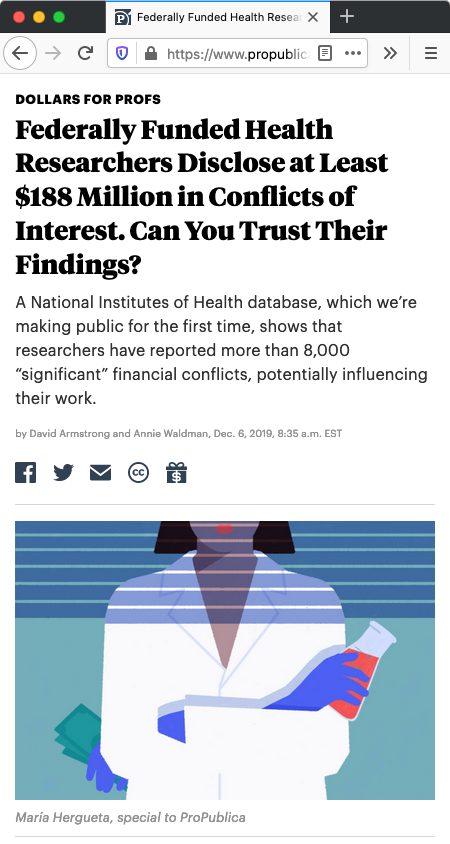 Federally Funded Health Resear
https://www.propublic
DOLLARS FOR PROFS
Federally Funded Health
Researchers Disclose at Least
$188 Million in Conflicts of
Interest. Can You Trust Their
Findings?
A National Institutes of Health database, which we’re
making public for the first time, shows that
researchers have reported more than 8,000
“significant” financial conflicts, potentially influencing
their work.
by David Armstrong and Annie Waldman, Dec. 6, 2019, 8:35 a.m. EST
cc
$
María Hergueta, special to ProPublica